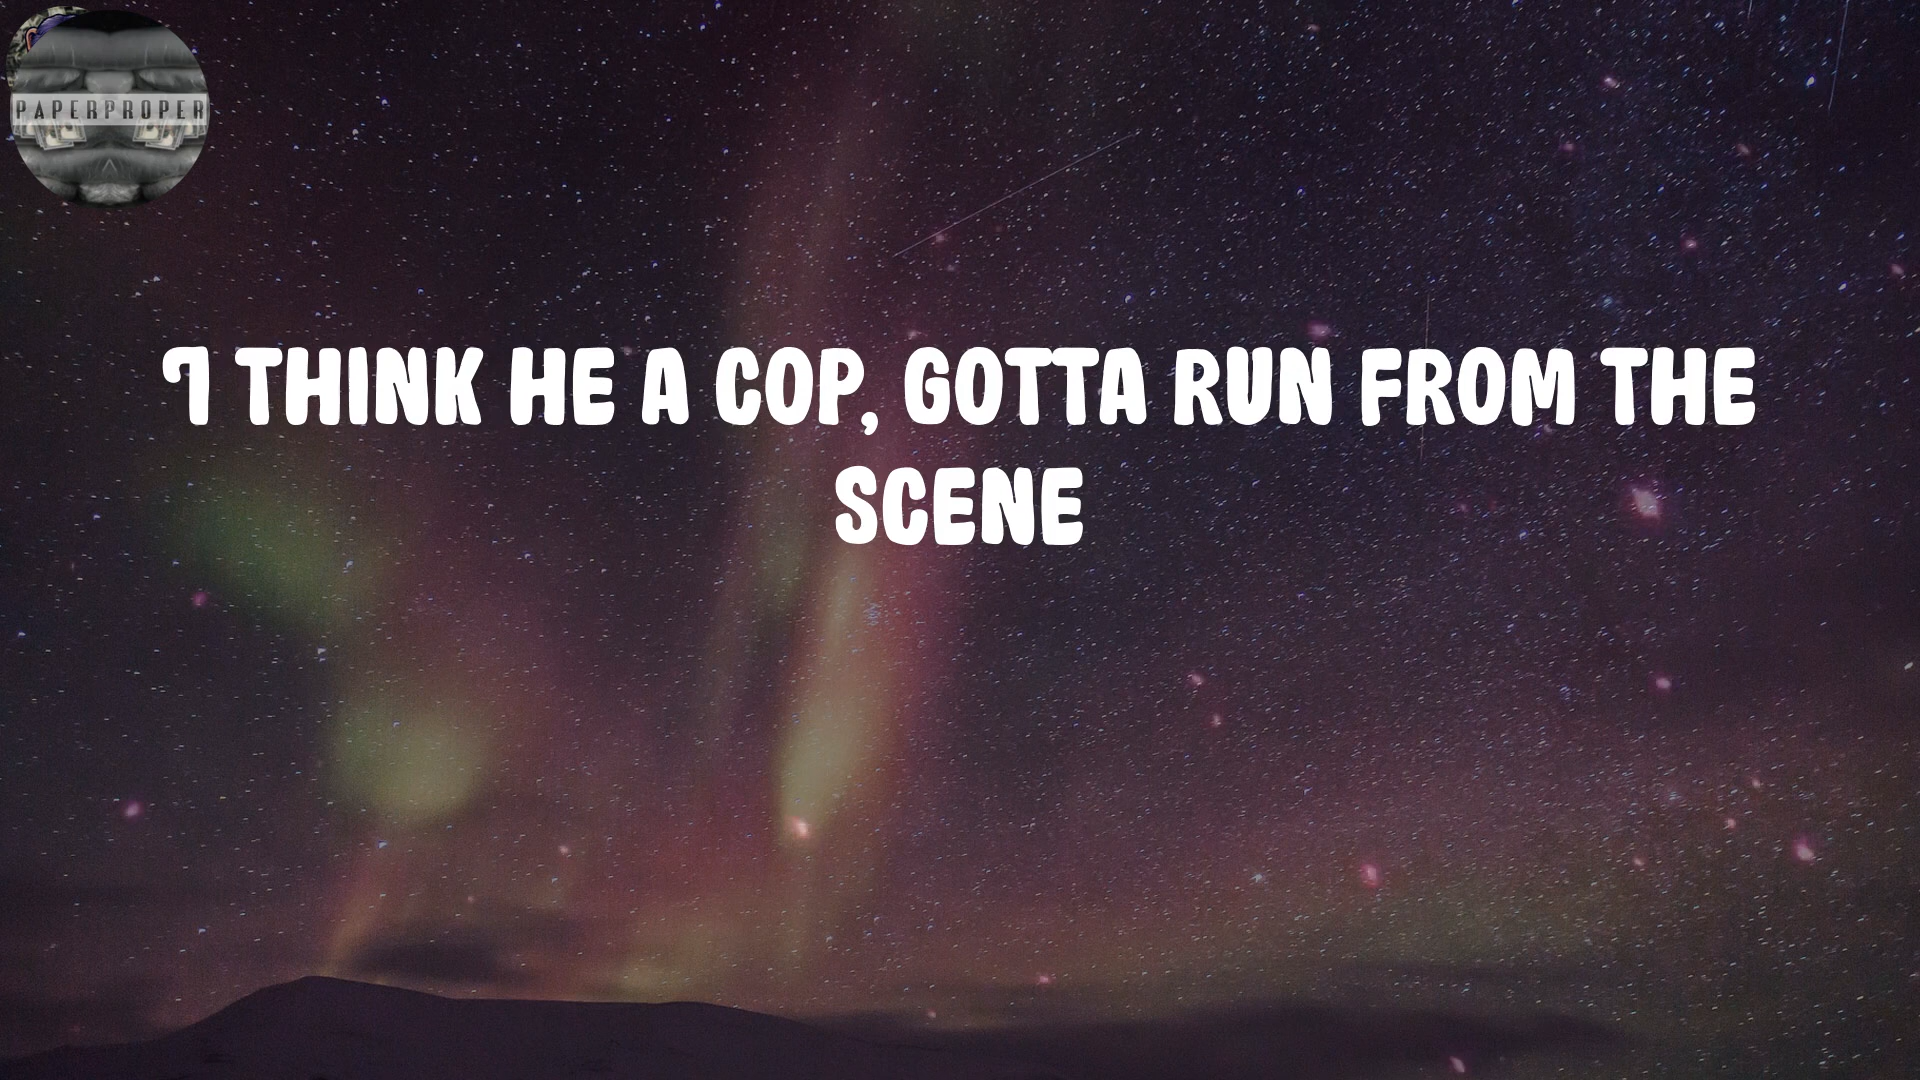 PAPERPROPER
I THINK HE A COP, GOTTA RUN FROM THE
SCENE